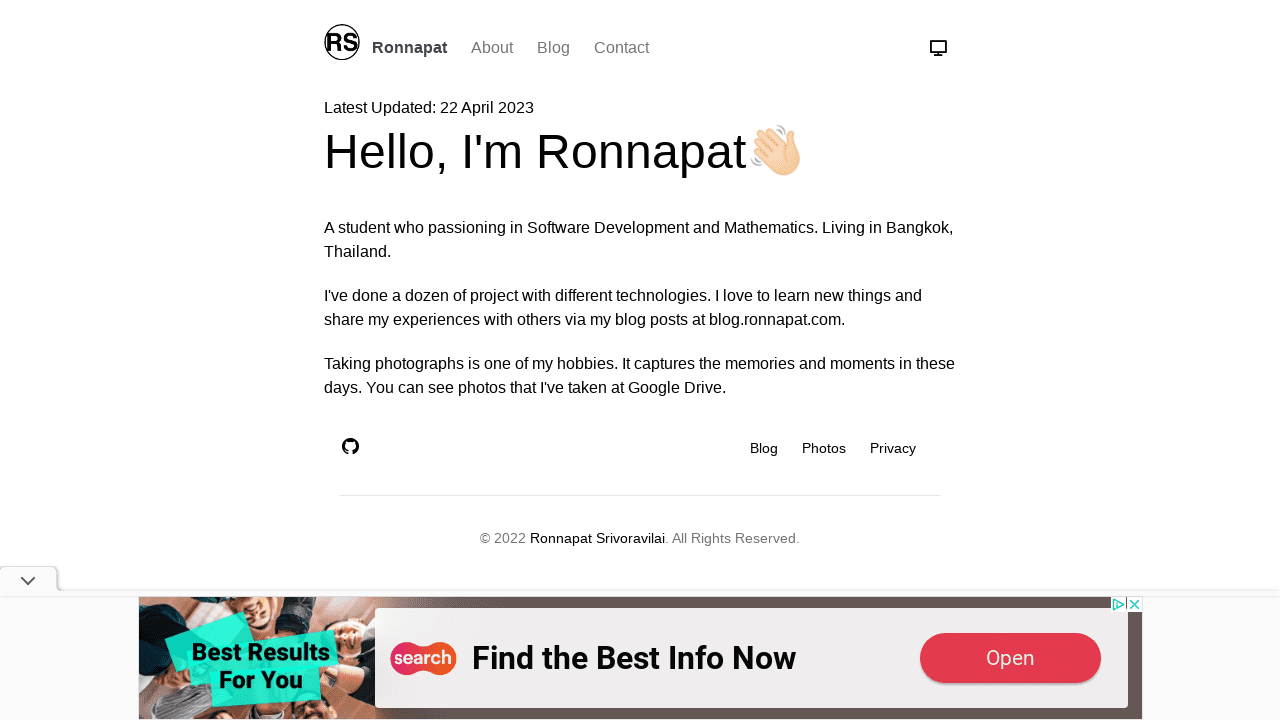 RS
Ronnapat About Blog Contact
Latest Updated: 22 April 2023
Hello, I'm Ronnapat👋🏻
A student who passioning in Software Development and Mathematics. Living in Bangkok,
Thailand.
I've done a dozen of project with different technologies. I love to learn new things and
share my experiences with others via my blog posts at blog.ronnapat.com.
Taking photographs is one of my hobbies. It captures the memories and moments in these
days. You can see photos that I've taken at Google Drive.
Blog Photos Privacy
© 2022 Ronnapat Srivoravilai. All Rights Reserved.
Best Results
For You
search
Find the Best Info Now
Open